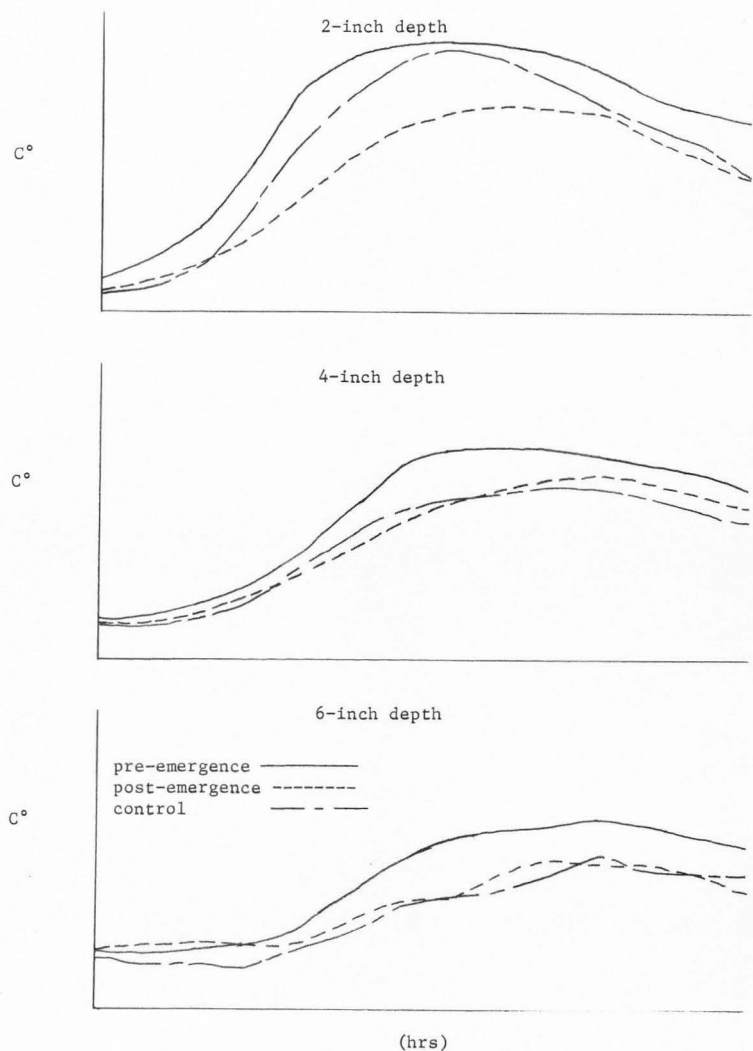 2-inch depth
C°
4-inch depth
C°
6-inch depth
pre-emergence
post-emergence
control
C°
(hrs)